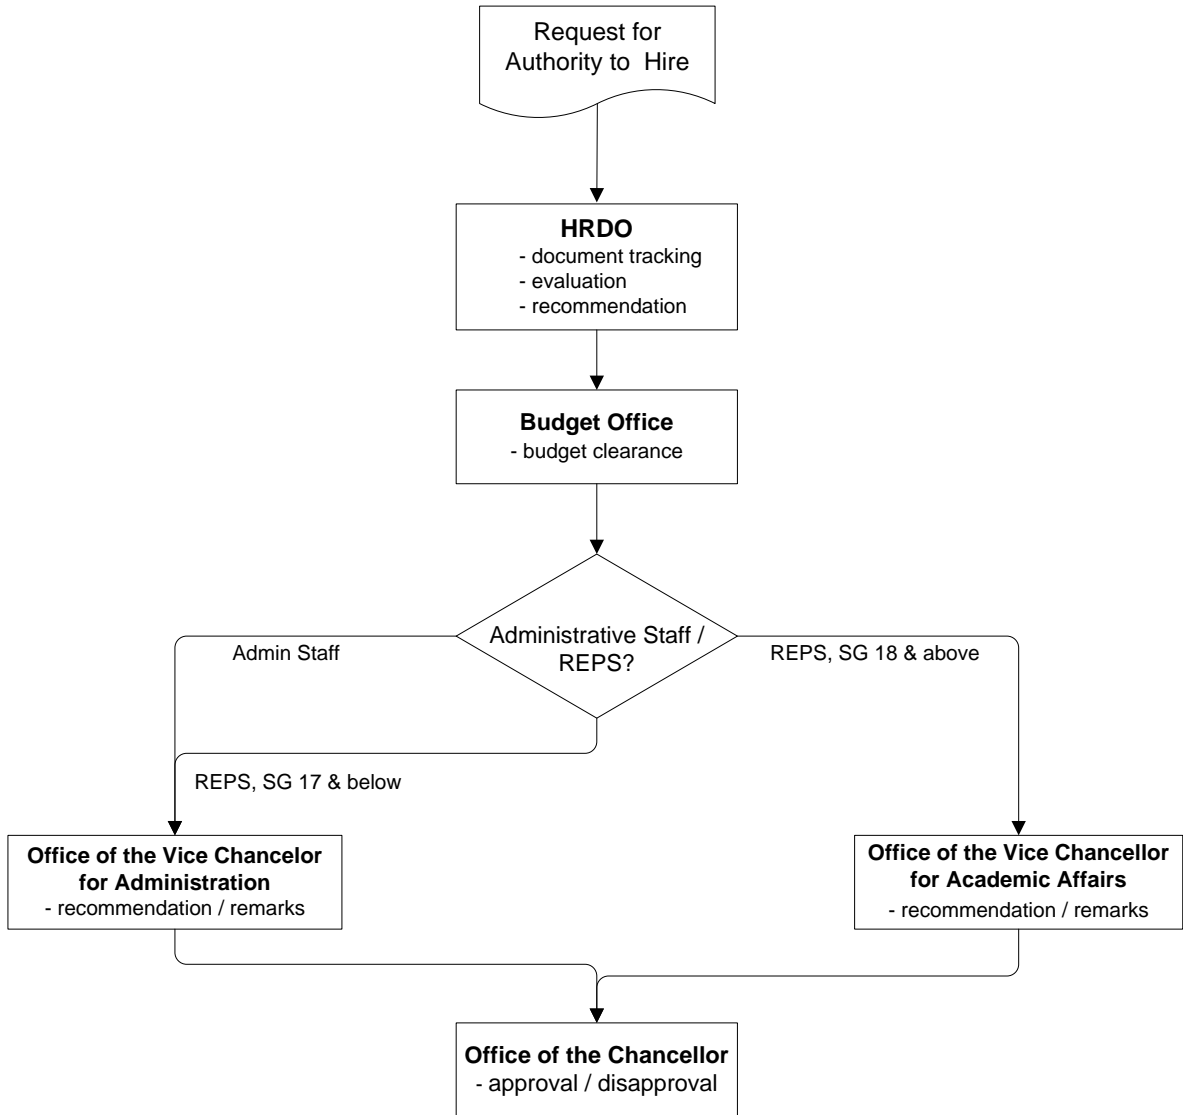 Request for
Authority to Hire
HRDO
- document tracking
- evaluation
- recommendation
Budget Office
- budget clearance
Administrative Staff /
REPS?
Admin Staff
REPS, SG 18 & above
REPS, SG 17 & below
Office of the Vice Chancelor
for Administration
- recommendation / remarks
Office of the Vice Chancellor
for Academic Affairs
- recommendation / remarks
Office of the Chancellor
- approval / disapproval